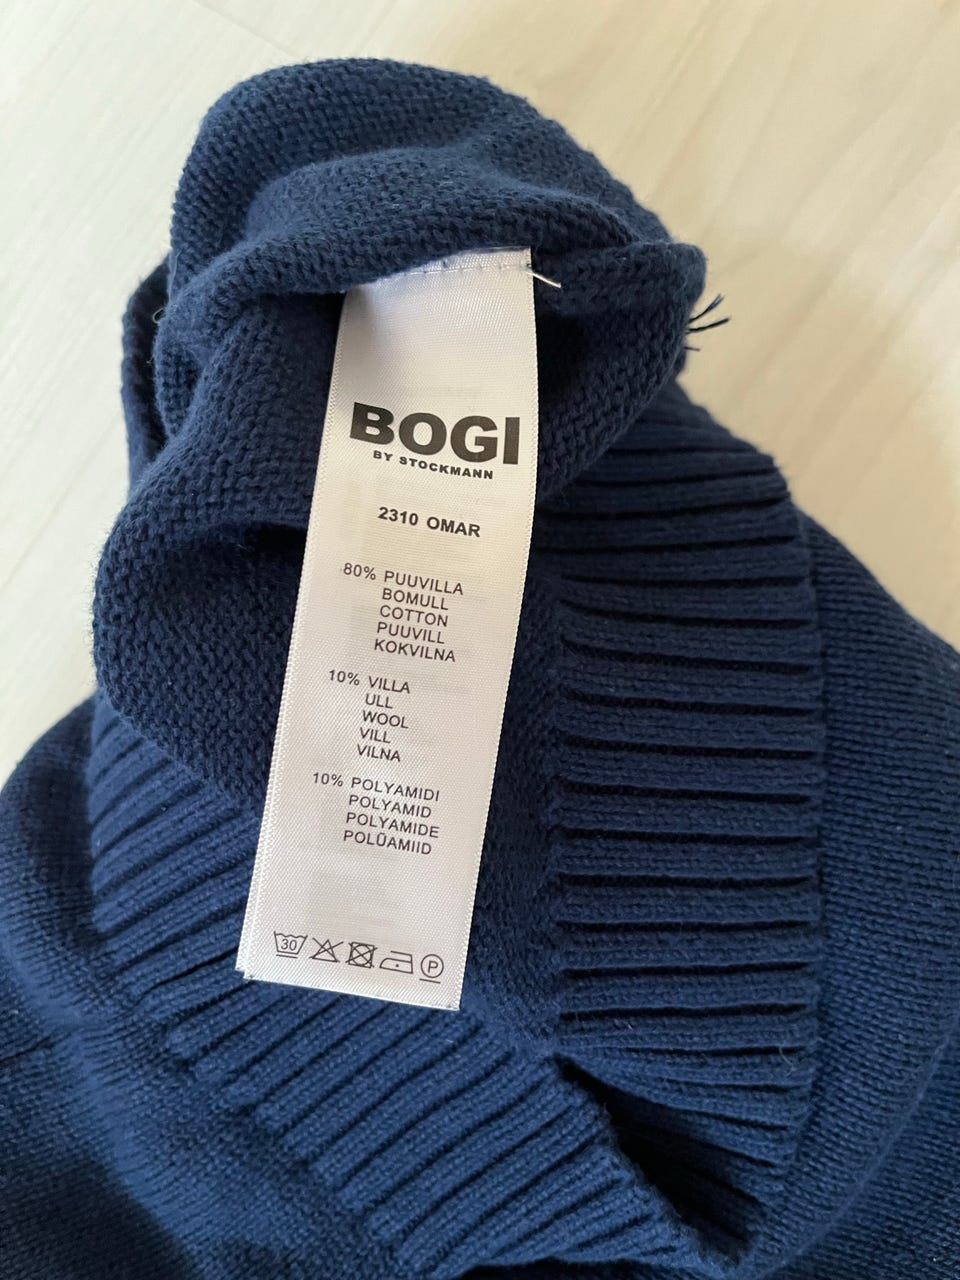 BOGI
BY STOCKMANN
2310 OMAR
80% PUUVILLA
BOMULL
COTTON
PUUVILL
KOKVILNA
10% VILLA
ULL
WOOL
VILL
VILNA
10% POLYAMIDI
POLYAMID
POLYAMIDE
POLÜAMIID
30
P